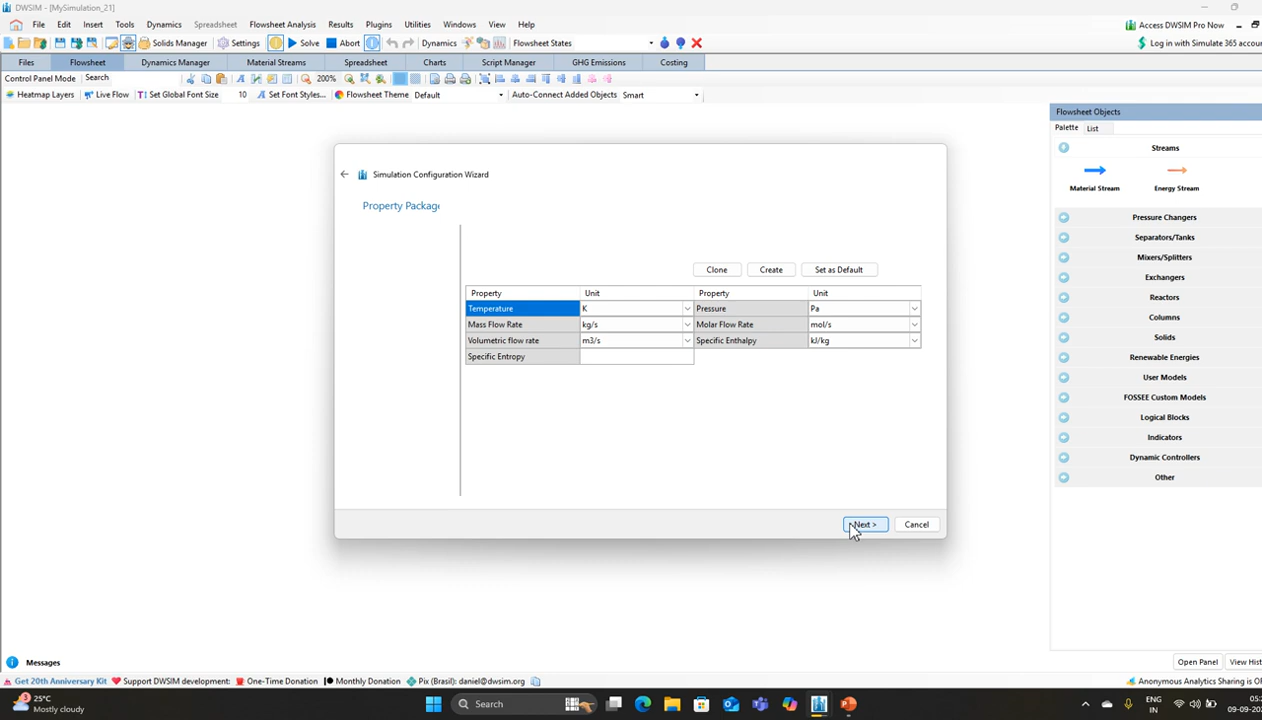 DWSIM - [MySimulation_21]
File Edit Insert Tools Dynamics Spreadsheet Flowsheet Analysis Results Plugins Utilities Windows View Help
Access DWSIM Pro Now
Solids Manager Settings Solve Abort Dynamics Flowsheet States
Log in with Simulate 365 accou
Files Flowsheet Dynamics Manager Material Streams Spreadsheet Charts Script Manager GHG Emissions Costing
Control Panel Mode Search 200%
Heatmap Layers Live Flow Set Global Font Size 10 Set Font Styles... Flowsheet Theme Default Auto-Connect Added Objects Smart
Flowsheet Objects
Palette List
Streams
Material Stream Energy Stream
Pressure Changers
Separators/Tanks
Mixers/Splitters
Exchangers
Reactors
Columns
Solids
Renewable Energies
User Models
FOSSEE Custom Models
Logical Blocks
Indicators
Dynamic Controllers
Other
Simulation Configuration Wizard
Property Package
Clone Create Set as Default
Property Unit Property Unit
Temperature K Pressure Pa
Mass Flow Rate kg/s Molar Flow Rate mol/s
Volumetric flow rate m3/s Specific Enthalpy kJ/kg
Specific Entropy
Next > Cancel
Messages
Open Panel View Hist
Get 20th Anniversary Kit Support DWSIM development: One-Time Donation Monthly Donation Pix (Brasil): daniel@dwsim.org
Anonymous Analytics Sharing is O
25°C
Mostly cloudy
Search
ENG
IN
05:
09-09-202